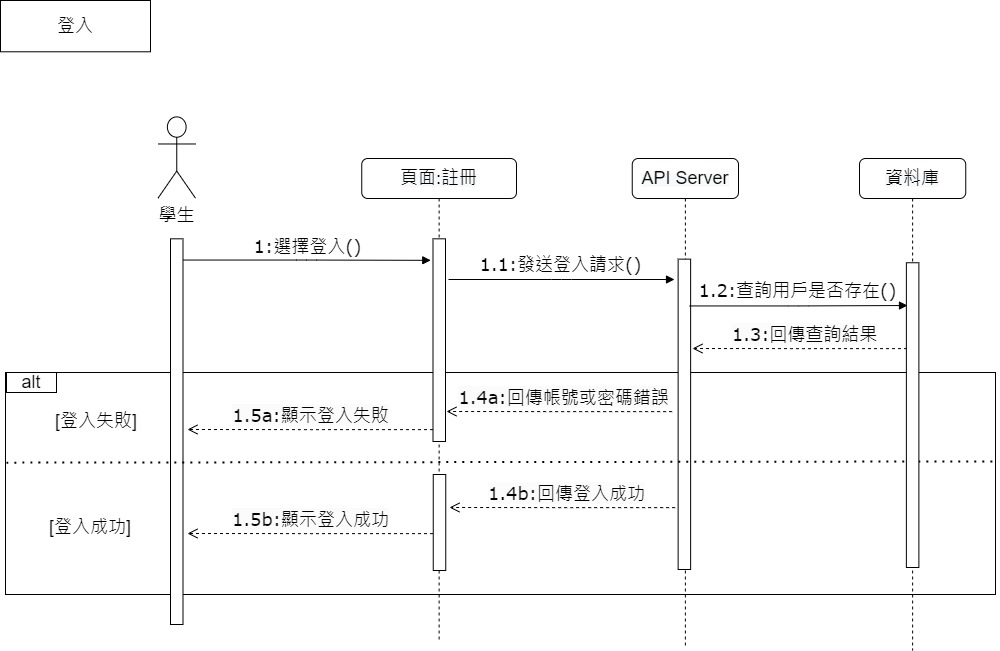 登入
學生
頁面:註冊
API Server
資料庫
1:選擇登入()
1.1:發送登入請求()
1.2:查詢用戶是否存在()
1.3:回傳查詢結果
alt
[登入失敗]
1.4a:回傳帳號或密碼錯誤
1.5a:顯示登入失敗
[登入成功]
1.4b:回傳登入成功
1.5b:顯示登入成功